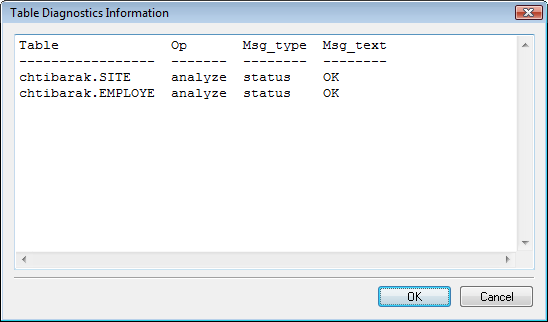 Table Diagnostics Information
Table              Op       Msg_type  Msg_text
-----------------  -------  --------  --------
chtibarak.SITE     analyze  status    OK
chtibarak.EMPLOYE  analyze  status    OK
OK
Cancel